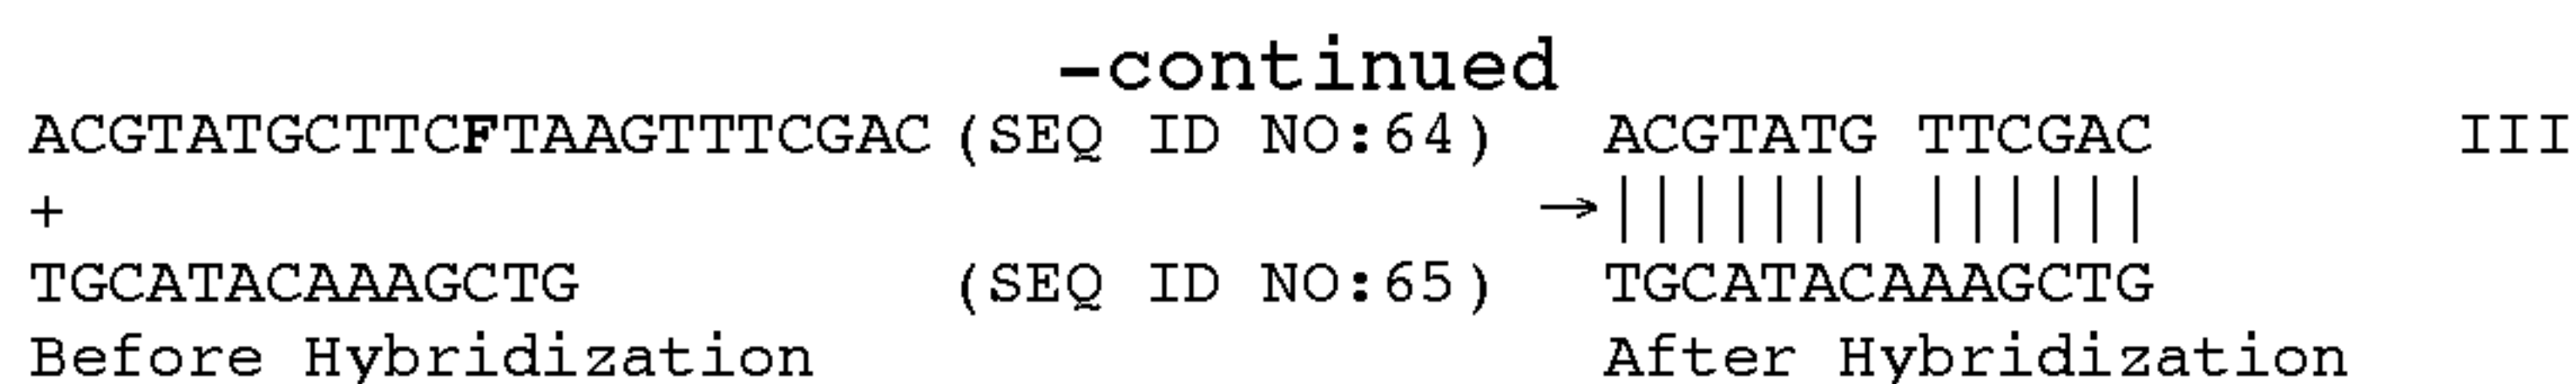 -continued
ACGTATGCTTCFTAAGTTTCGAC (SEQ ID NO:64) ACGTATG TTCGAC III
+ →||||||| ||||||
TGCATACAAAGCTG (SEQ ID NO:65) TGCATACAAAGCTG
Before Hybridization After Hybridization